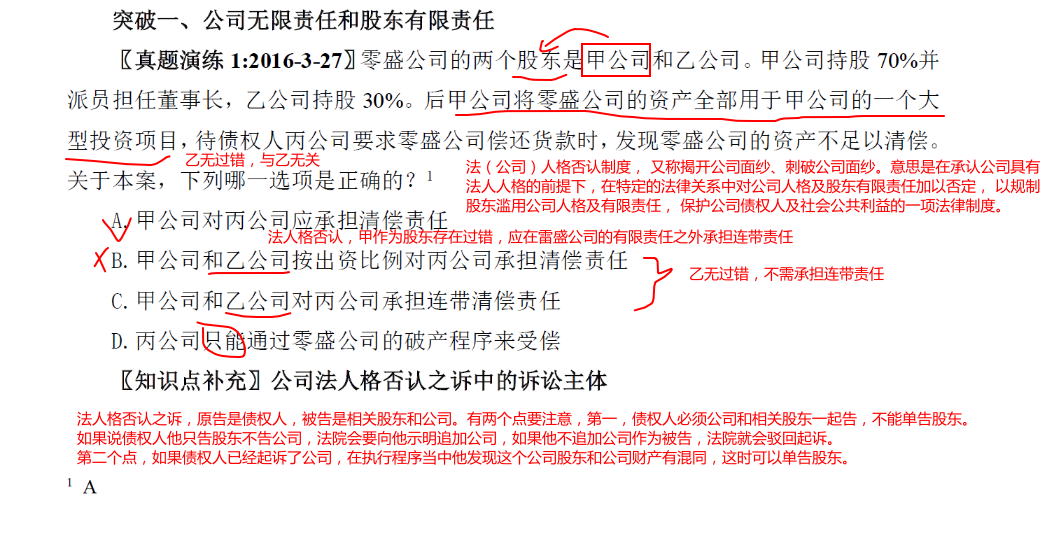 突破一、公司无限责任和股东有限责任
〖真题演练 1:2016-3-27〗零盛公司的两个股东是甲公司和乙公司。甲公司持股 70%并
派员担任董事长，乙公司持股 30%。后甲公司将零盛公司的资产全部用于甲公司的一个大
型投资项目，待债权人丙公司要求零盛公司偿还货款时，发现零盛公司的资产不足以清偿。
乙无过错，与乙无关
关于本案，下列哪一选项是正确的？1
法（公司）人格否认制度，又称揭开公司面纱、刺破公司面纱。意思是在承认公司具有
法人人格的前提下，在特定的法律关系中对公司人格及股东有限责任加以否定， 以规制
股东滥用公司人格及有限责任， 保护公司债权人及社会公共利益的一项法律制度。
A.甲公司对丙公司应承担清偿责任
法人格否认，甲作为股东存在过错，应在雷盛公司的有限责任之外承担连带责任
B.甲公司和乙公司按出资比例对丙公司承担清偿责任
乙无过错，不需承担连带责任
C.甲公司和乙公司对丙公司承担连带清偿责任
D.丙公司只能通过零盛公司的破产程序来受偿
〖知识点补充〗公司法人格否认之诉中的诉讼主体
法人格否认之诉，原告是债权人，被告是相关股东和公司。有两个点要注意，第一，债权人必须公司和相关股东一起告，不能单告股东。
如果说债权人他只告股东不告公司，法院会要向他示明追加公司，如果他不追加公司作为被告，法院就会驳回起诉。
第二个点，如果债权人已经起诉了公司，在执行程序当中他发现这个公司股东和公司财产有混同，这时可以单告股东。
1 A